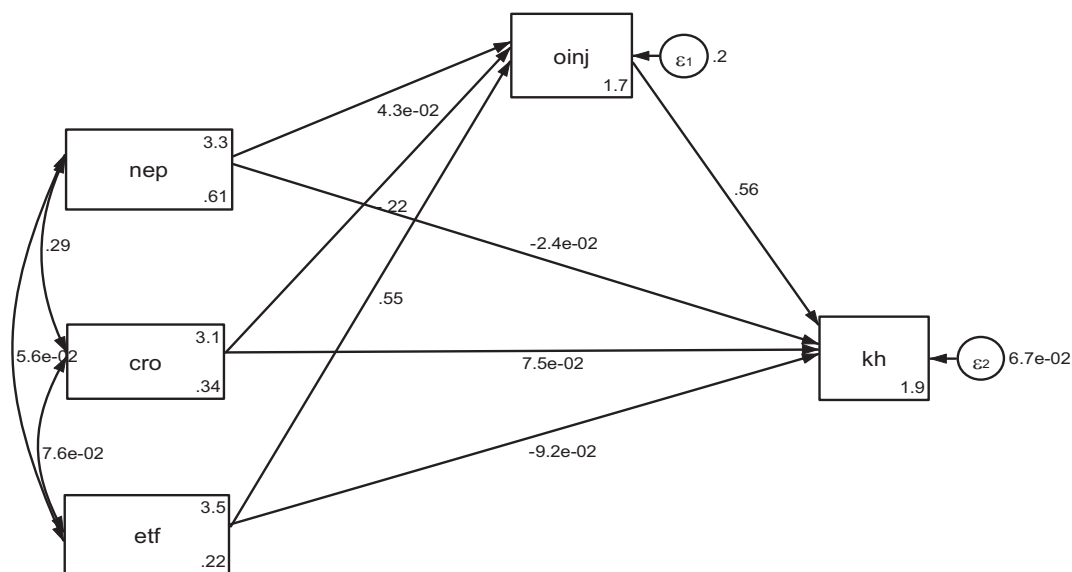 oinj
1.7
ε1
.2
4.3e-02
3.3
nep
.61
-.22
.56
.29
-2.4e-02
.55
3.1
cro
.34
5.6e-02
7.5e-02
kh
1.9
ε2
6.7e-02
7.6e-02
-9.2e-02
3.5
etf
.22